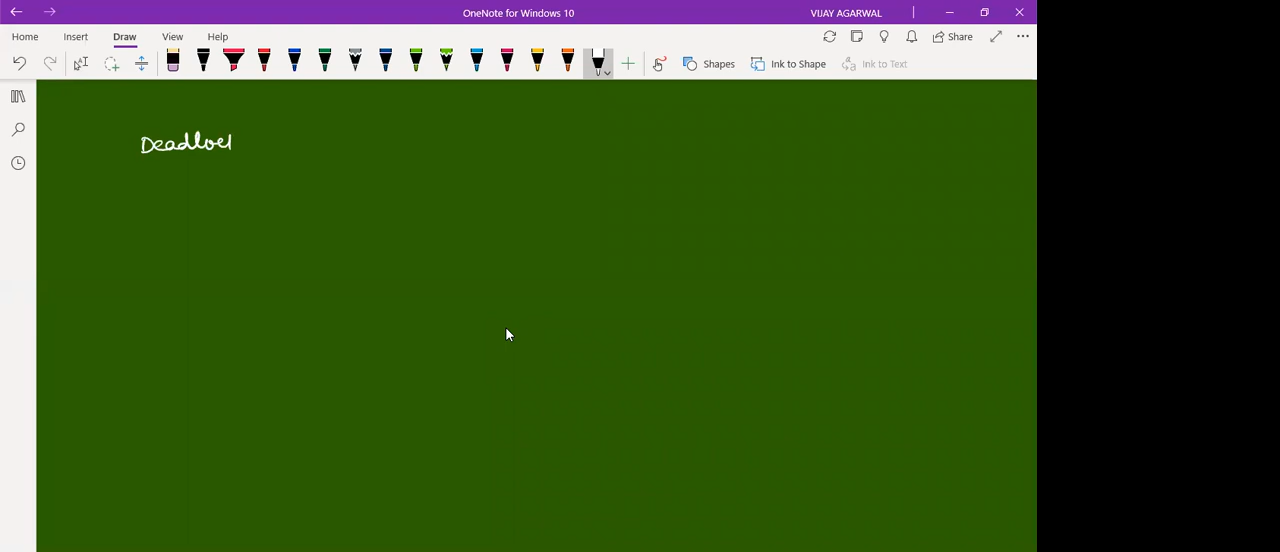 OneNote for Windows 10
VIJAY AGARWAL
Home Insert Draw View Help
Share
Shapes Ink to Shape Ink to Text